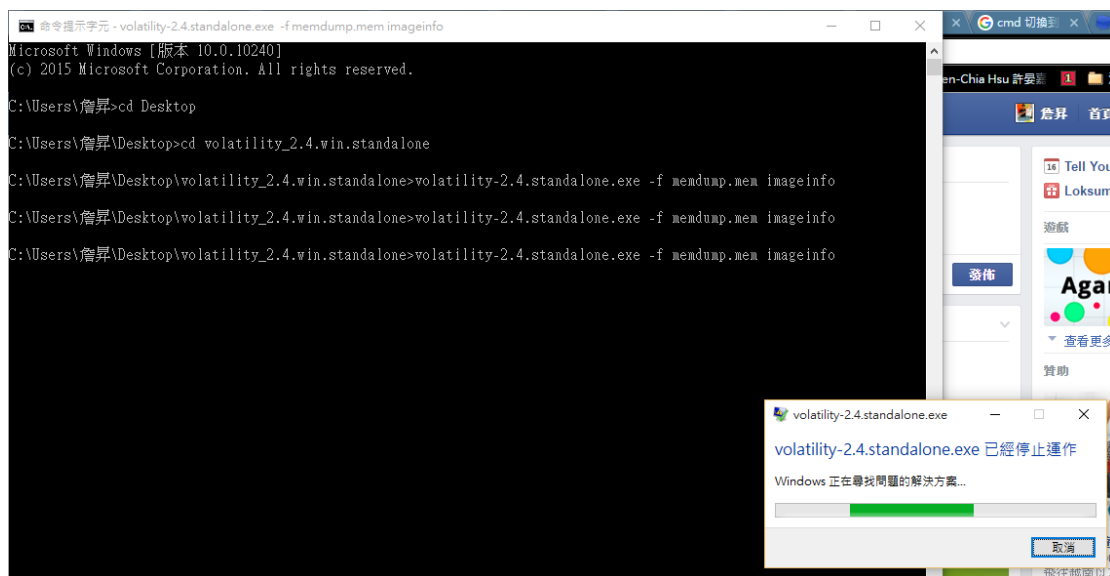 命令提示字元 - volatility-2.4.standalone.exe -f memdump.mem imageinfo
Microsoft Windows [版本 10.0.10240]
(c) 2015 Microsoft Corporation. All rights reserved.
C:\Users\詹昇>cd Desktop
C:\Users\詹昇\Desktop>cd volatility_2.4.win.standalone
C:\Users\詹昇\Desktop\volatility_2.4.win.standalone>volatility-2.4.standalone.exe -f memdump.mem imageinfo
C:\Users\詹昇\Desktop\volatility_2.4.win.standalone>volatility-2.4.standalone.exe -f memdump.mem imageinfo
C:\Users\詹昇\Desktop\volatility_2.4.win.standalone>volatility-2.4.standalone.exe -f memdump.mem imageinfo
cmd 切換到
en-Chia Hsu 許晏嘉
1
詹昇 首頁
16 Tell You
Loksum
遊戲
發佈
Agar
查看更多
贊助
volatility-2.4.standalone.exe
volatility-2.4.standalone.exe 已經停止運作
Windows 正在尋找問題的解決方案...
取消